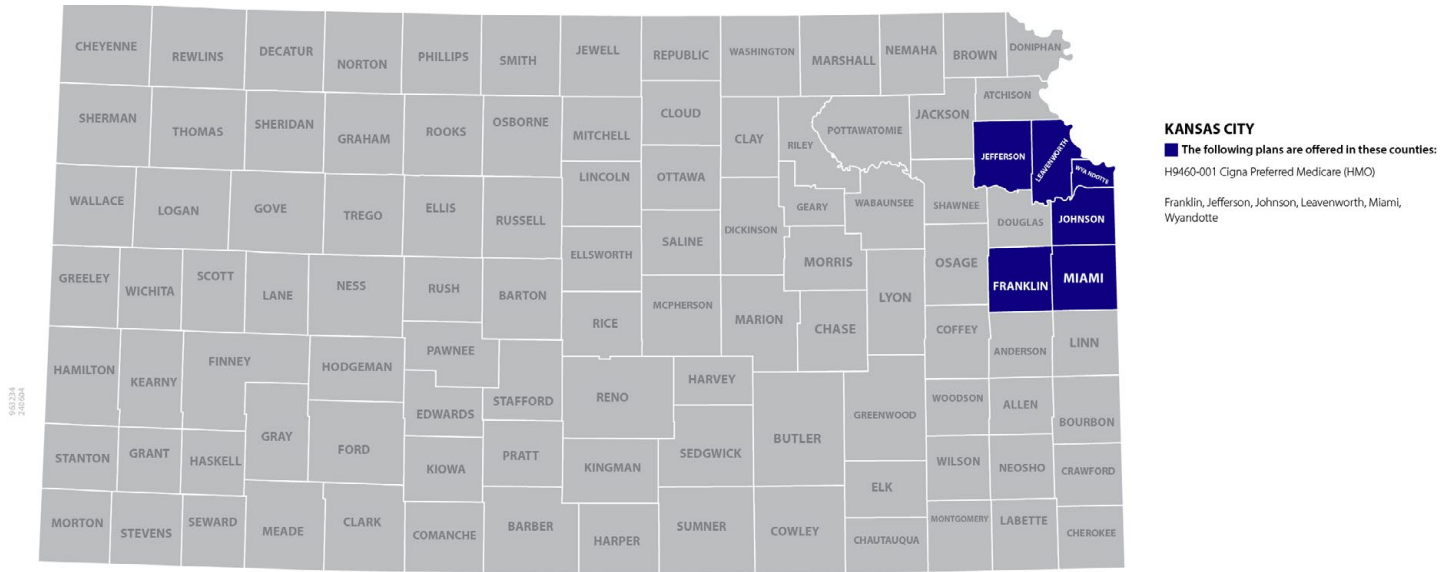 CHEYENNE
REWLINS
DECATUR
NORTON
PHILLIPS
SMITH
JEWELL
REPUBLIC
WASHINGTON
MARSHALL
NEMAHA
BROWN
DONIPHAN
SHERMAN
THOMAS
SHERIDAN
GRAHAM
ROOKS
OSBORNE
MITCHELL
CLOUD
CLAY
RILEY
POTTAWATOMIE
JACKSON
ATCHISON
JEFFERSON
LEAVENWORTH
WYANDOTTE
WALLACE
LOGAN
GOVE
TREGO
ELLIS
RUSSELL
LINCOLN
OTTAWA
DICKINSON
GEARY
WABAUNSEE
SHAWNEE
DOUGLAS
JOHNSON
ELLSWORTH
SALINE
MORRIS
OSAGE
FRANKLIN
MIAMI
GREELEY
WICHITA
SCOTT
LANE
NESS
RUSH
BARTON
RICE
MCPHERSON
MARION
CHASE
LYON
COFFEY
ANDERSON
LINN
HAMILTON
KEARNY
FINNEY
HODGEMAN
PAWNEE
EDWARDS
STAFFORD
RENO
HARVEY
BUTLER
GREENWOOD
WOODSON
ALLEN
BOURBON
STANTON
GRANT
HASKELL
GRAY
FORD
KIOWA
PRATT
KINGMAN
SEDGWICK
ELK
WILSON
NEOSHO
CRAWFORD
MORTON
STEVENS
SEWARD
MEADE
CLARK
COMANCHE
BARBER
HARPER
SUMNER
COWLEY
CHAUTAUQUA
MONTGOMERY
LABETTE
CHEROKEE
KANSAS CITY
The following plans are offered in these counties:
H9460-001 Cigna Preferred Medicare (HMO)
Franklin, Jefferson, Johnson, Leavenworth, Miami,
Wyandotte
963234
240604